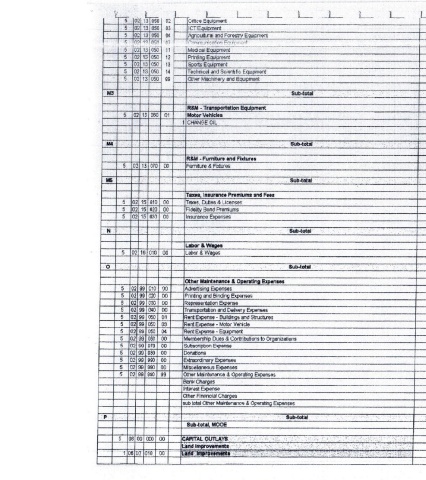 5 02 13 050 02 Office Equipment
5 02 13 050 ICT Equipment
5 02 13 050 04 Agricultural and Forestry Equipment
5 02 13 050 11 Medical Equipment
5 02 13 050 12 Printing Equipment
5 02 13 050 13 Sports Equipment
5 02 13 050 14 Technical and Scientific Equipment
5 02 13 050 99 Other Machinery and Equipment
M3 Sub-total
R&M - Transportation Equipment
5 02 13 060 01 Motor Vehicles
CHANGE OIL
M4 Sub-total
R&M - Furniture and Fixtures
5 02 13 070 00 Furniture & Fixtures
M5 Sub-total
Taxes, Insurance Premiums and Fees
5 02 15 010 00 Taxes, Duties & Licenses
5 02 15 020 00 Fidelity Bond Premiums
5 02 15 030 00 Insurance Expenses
N Sub-total
Labor & Wages
5 02 16 010 00 Labor & Wages
O Sub-total
Other Maintenance & Operating Expenses
5 02 99 010 00 Advertising Expenses
5 02 99 020 00 Printing and Binding Expenses
5 02 99 030 00 Representation Expense
5 02 99 040 00 Transportation and Delivery Expenses
5 02 99 050 01 Rent Expense - Buildings and Structures
5 02 99 050 03 Rent Expense - Motor Vehicle
5 02 99 050 04 Rent Expense - Equipment
5 02 99 060 00 Membership Dues & Contributions to Organizations
5 02 99 070 00 Subscription Expense
5 02 99 080 00 Donations
5 02 99 00 Extraordinary Expenses
5 02 99 00 Miscelaneous Expenses
5 02 99 990 99 Other Maintenance & Operating Expenses
Bank Charges
Interest Expense
Other Financial Charges
sub total Other Maintenance & Operating Expenses
P Sub-total
Sub-total, MOOE
5 06 00 000 00 CAPITAL OUTLAYS
Land Improvements
1 06 010 00 Land Improvements